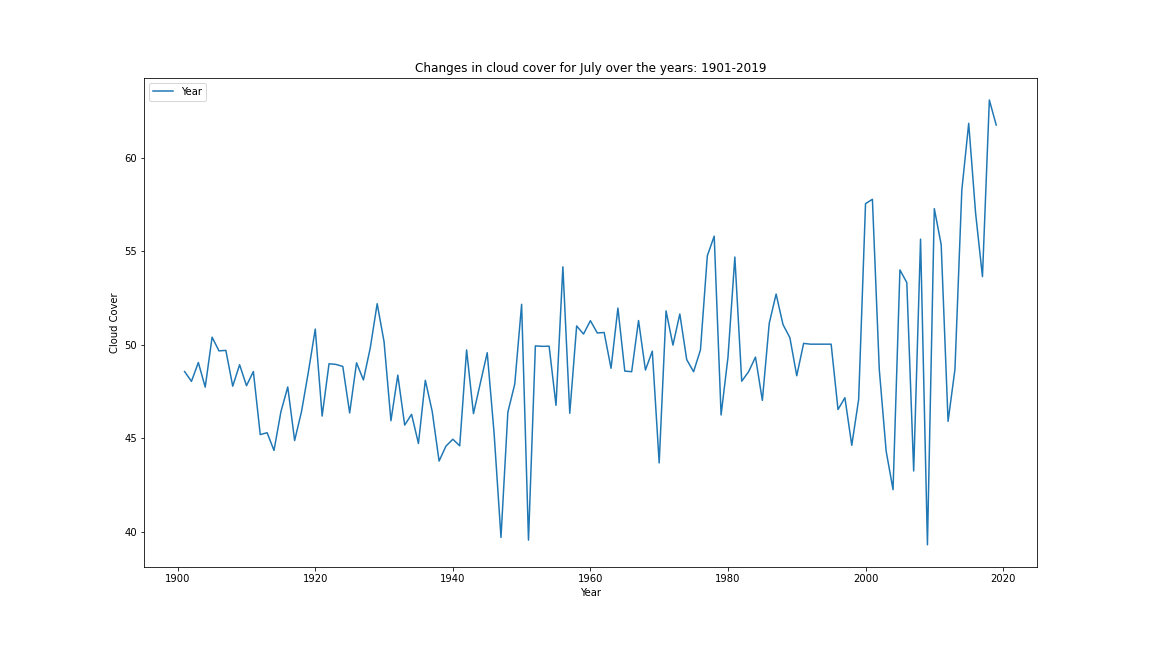 Changes in cloud cover for July over the years: 1901-2019
Year
60
55
50
45
40
Cloud Cover
1900 1920 1940 1960 1980 2000 2020
Year